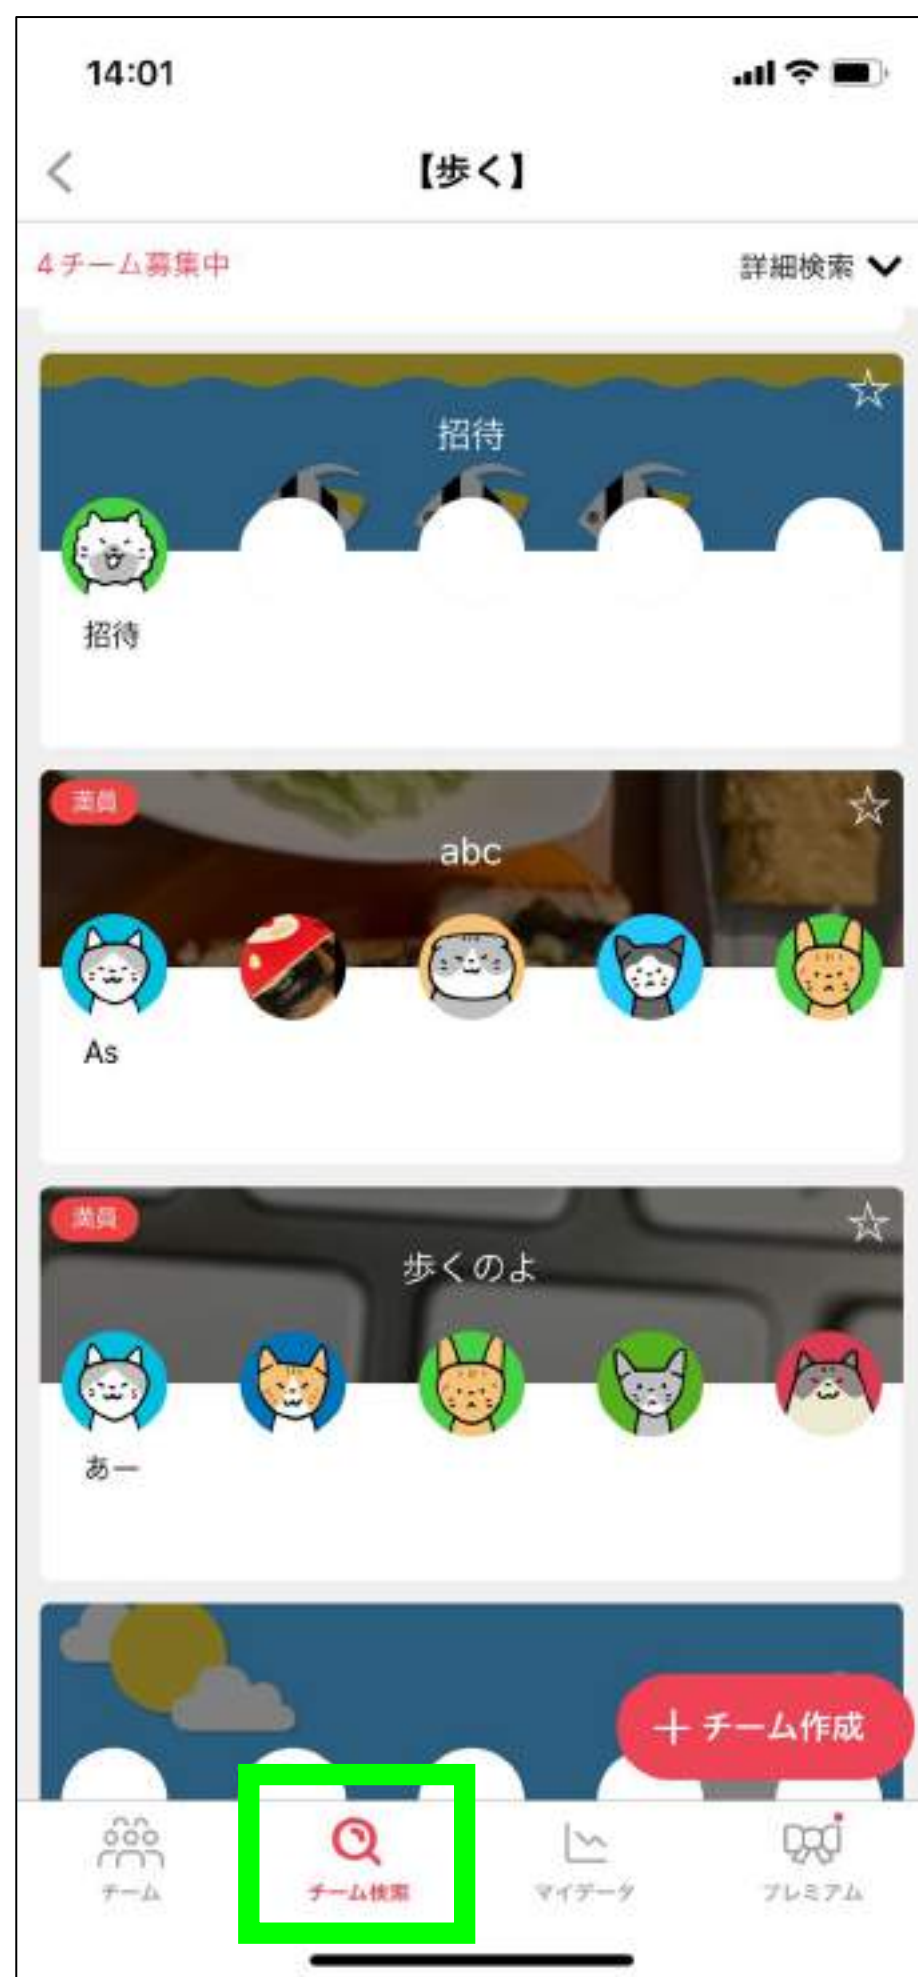 14:01
【歩く】
4チーム募集中
詳細検索
招待
招待
満員
abc
As
満員
歩くのよ
あー
＋チーム作成
チーム
チーム検索
マイデータ
プレミアム